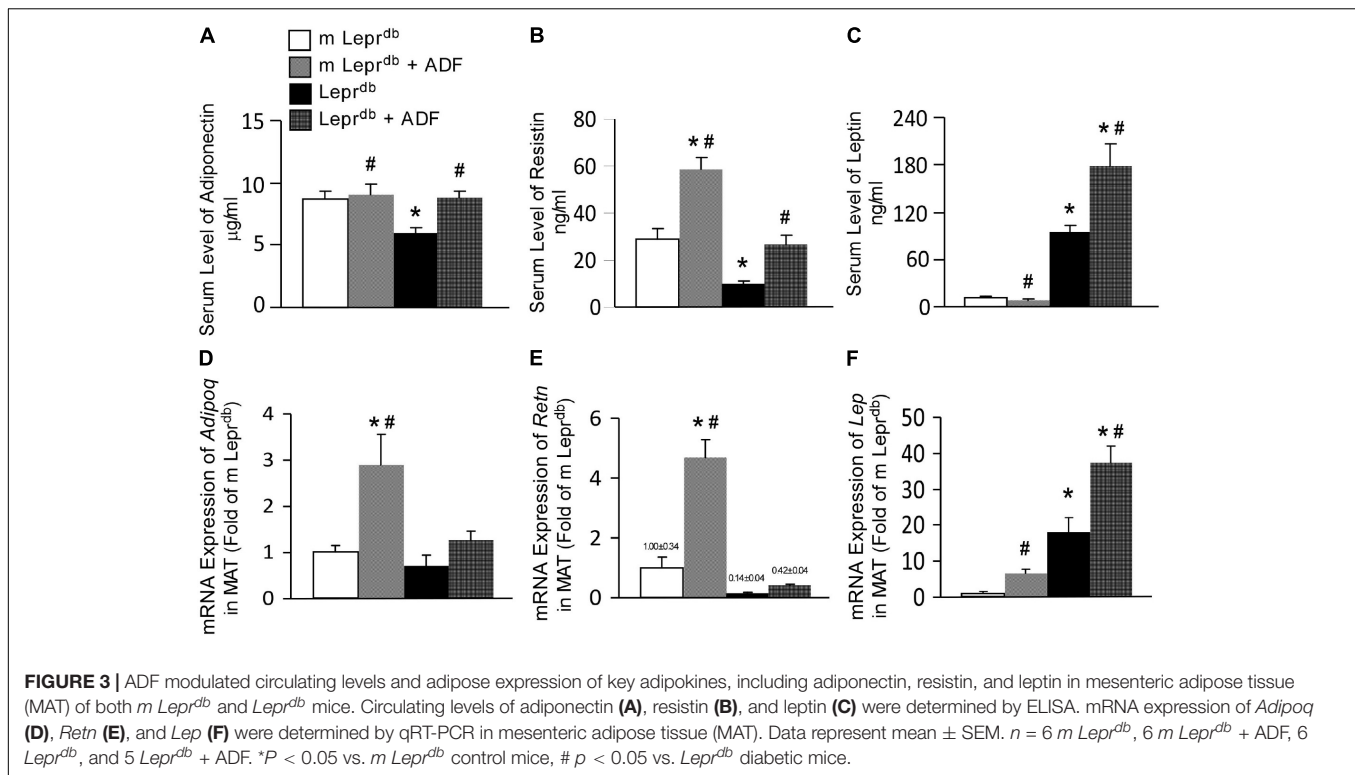 A
m Lepr^db
m Lepr^db + ADF
Lepr^db
Lepr^db + ADF
Serum Level of Adiponectin
µg/ml
15
10
5
0
#
*
#
B
Serum Level of Resistin
ng/ml
80
60
40
20
0
* #
*
#
C
Serum Level of Leptin
ng/ml
240
180
120
60
0
#
*
* #
D
mRNA Expression of Adipoq
in MAT (Fold of m Lepr^db)
4
3
2
1
0
* #
E
mRNA Expression of Retn
in MAT (Fold of m Lepr^db)
6
4
2
0
1.00±0.34
* #
0.14±0.04
0.42±0.04
F
mRNA Expression of Lep
in MAT (Fold of m Lepr^db)
50
40
30
20
10
0
#
*
* #
FIGURE 3 | ADF modulated circulating levels and adipose expression of key adipokines, including adiponectin, resistin, and leptin in mesenteric adipose tissue
(MAT) of both m Lepr^db and Lepr^db mice. Circulating levels of adiponectin (A), resistin (B), and leptin (C) were determined by ELISA. mRNA expression of Adipoq
(D), Retn (E), and Lep (F) were determined by qRT-PCR in mesenteric adipose tissue (MAT). Data represent mean ± SEM. n = 6 m Lepr^db, 6 m Lepr^db + ADF, 6
Lepr^db, and 5 Lepr^db + ADF. *P < 0.05 vs. m Lepr^db control mice, # p < 0.05 vs. Lepr^db diabetic mice.